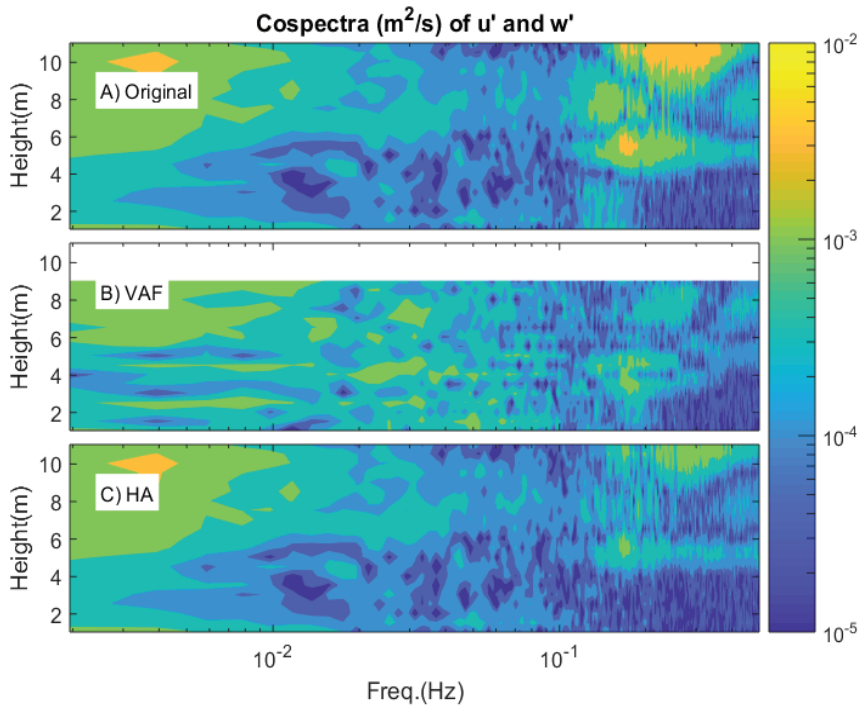 Cospectra (m²/s) of u' and w'
Height(m)
10
8
6
4
2
A) Original
Height(m)
10
8
6
4
2
B) VAF
Height(m)
10
8
6
4
2
C) HA
10⁻²
10⁻¹
Freq.(Hz)
10⁻²
10⁻³
10⁻⁴
10⁻⁵